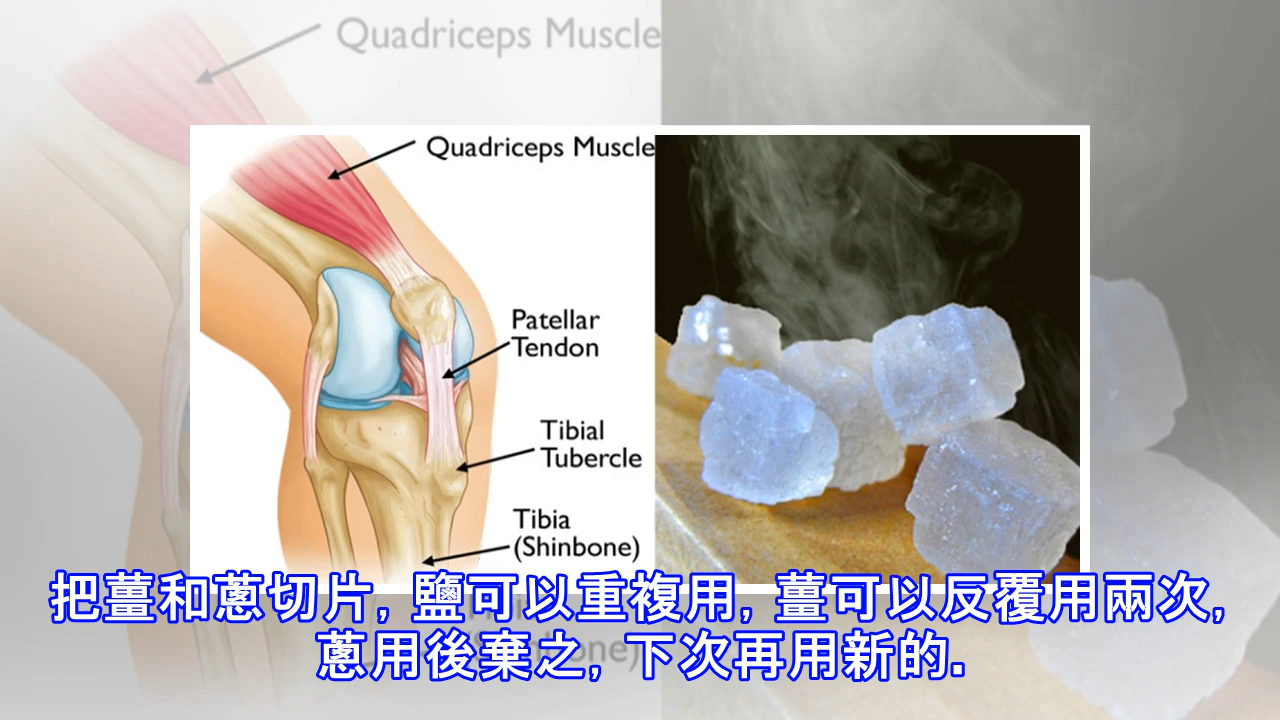 Quadriceps Muscle
Quadriceps Muscle
Patellar
Tendon
Tibial
Tubercle
Tibia
(Shinbone)
把薑和蔥切片, 鹽可以重複用, 薑可以反覆用兩次,
蔥用後棄之, 下次再用新的.